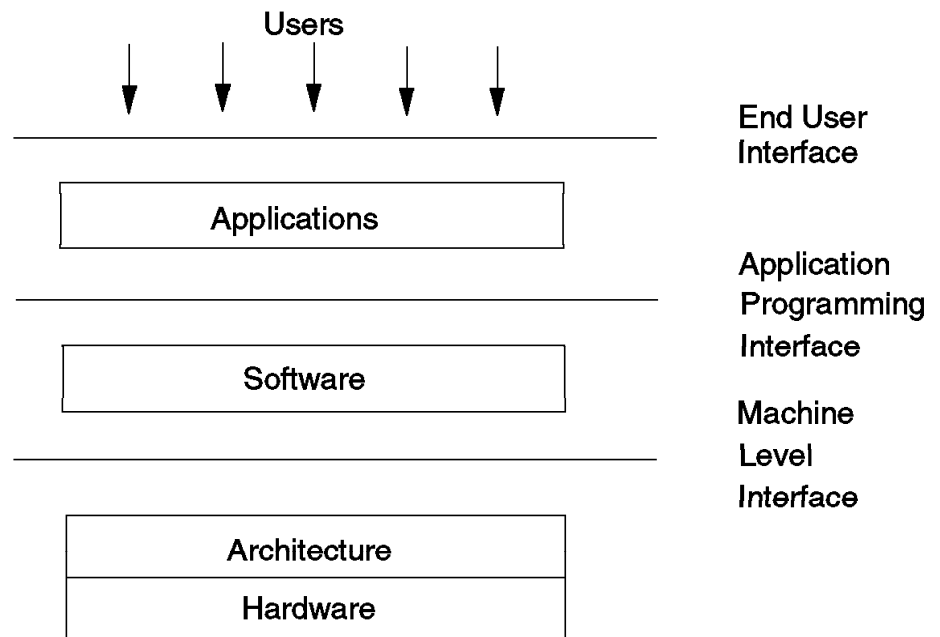 Users
End User
Interface
Applications
Application
Programming
Interface
Software
Machine
Level
Interface
Architecture
Hardware